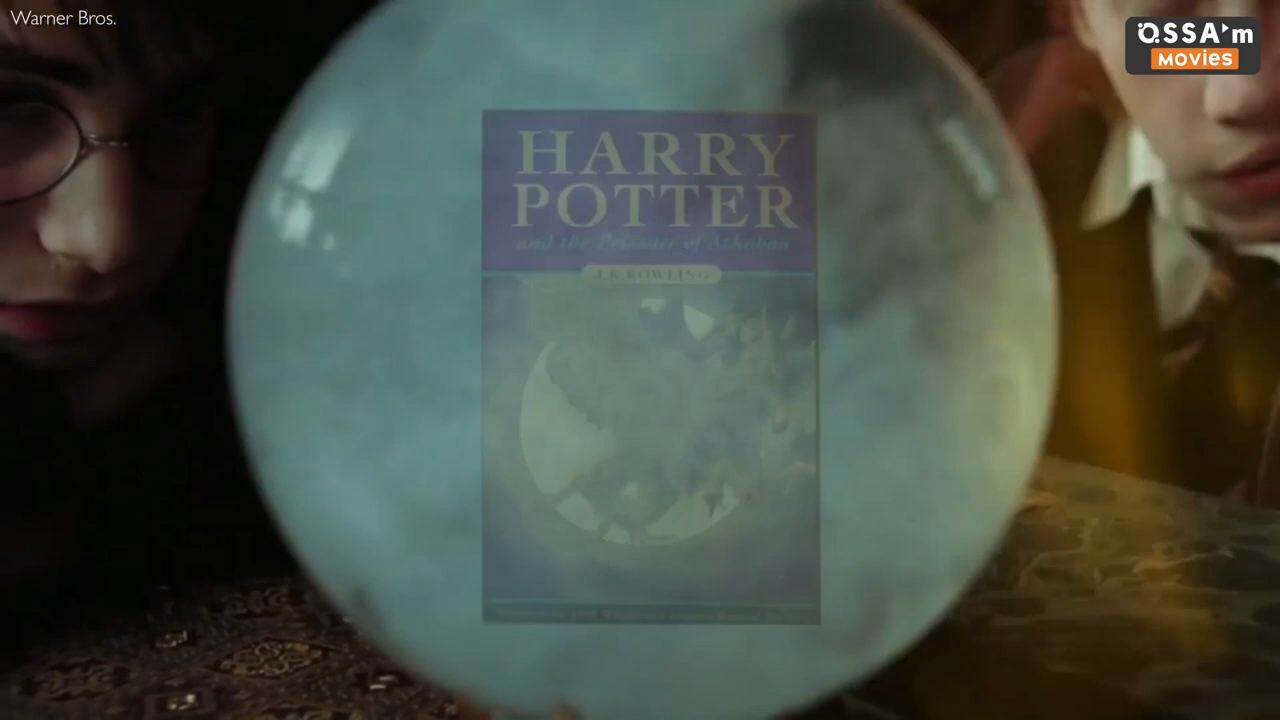 Warner Bros.
OSSA'm
MOVies
HARRY
POTTER
and the Prisoner of Azkaban
J.K.ROWLING